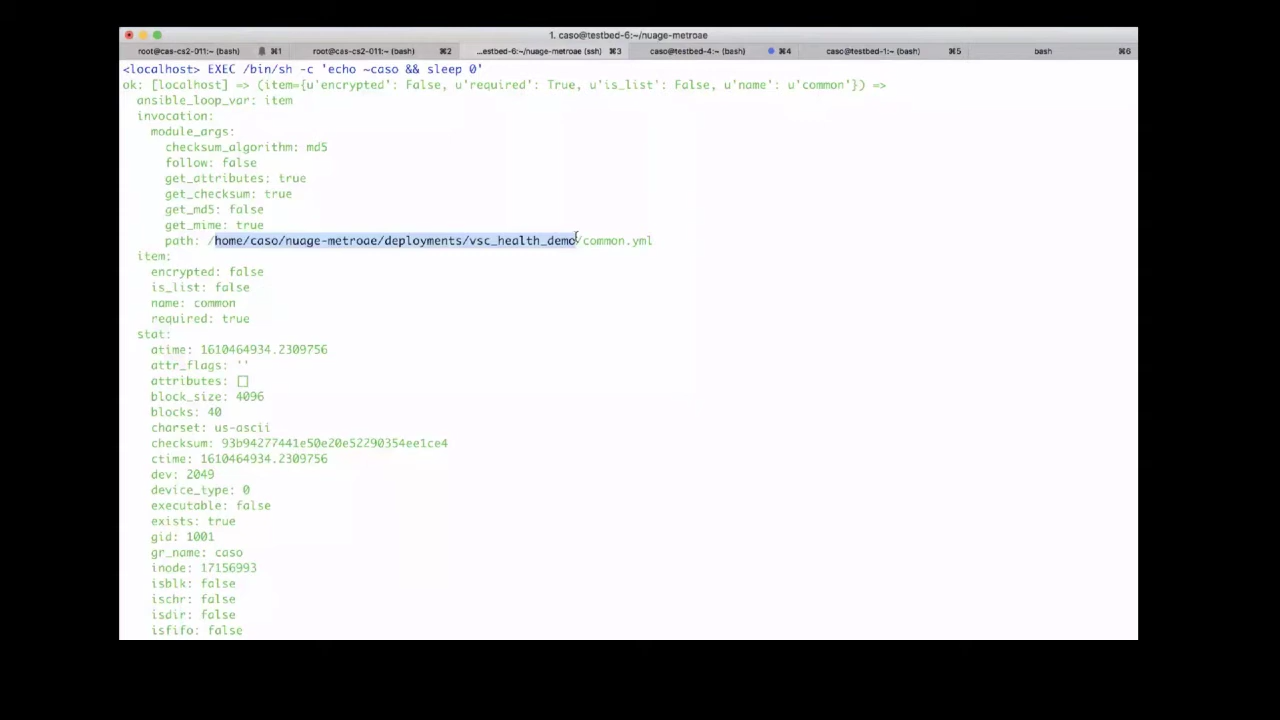 1. caso@testbed-6:~/nuage-metroae
root@cas-cs2-011:~ (bash) ⌘1 root@cas-cs2-011:~ (bash) ⌘2 ...estbed-6:~/nuage-metroae (ssh) ⌘3 caso@testbed-4:~ (bash) ⌘4 caso@testbed-1:~ (bash) ⌘5 bash ⌘6
<localhost> EXEC /bin/sh -c 'echo ~caso && sleep 0'
ok: [localhost] => (item={u'encrypted': False, u'required': True, u'is_list': False, u'name': u'common'}) =>
ansible_loop_var: item
invocation:
module_args:
checksum_algorithm: md5
follow: false
get_attributes: true
get_checksum: true
get_md5: false
get_mime: true
path: /home/caso/nuage-metroae/deployments/vsc_health_demo/common.yml
item:
encrypted: false
is_list: false
name: common
required: true
stat:
atime: 1610464934.2309756
attr_flags: ''
attributes: []
block_size: 4096
blocks: 40
charset: us-ascii
checksum: 93b94277441e50e20e52290354ee1ce4
ctime: 1610464934.2309756
dev: 2049
device_type: 0
executable: false
exists: true
gid: 1001
gr_name: caso
inode: 17156993
isblk: false
ischr: false
isdir: false
isfifo: false